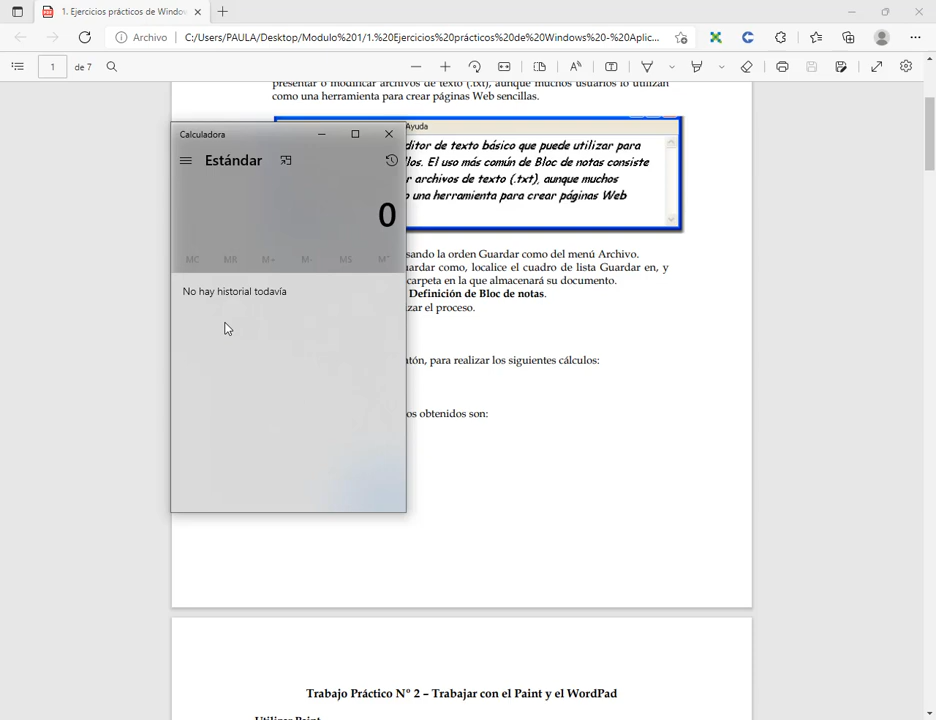 1. Ejercicios prácticos de Windo
Archivo
C:/Users/PAULA/Desktop/Modulo%201/1.%20Ejercicios%20prácticos%20de%20Windows%20-%20Aplic...
1
de 7
presentar o modificar archivos de texto (.txt), aunque muchos usuarios lo utilizan
como una herramienta para crear páginas Web sencillas.
Ayuda
ditor de texto básico que puede utilizar para
llos. El uso más común de Bloc de notas consiste
r archivos de texto (.txt), aunque muchos
o una herramienta para crear páginas Web
Calculadora
Estándar
0
MC MR M+ M- MS M˅
No hay historial todavía
sando la orden Guardar como del menú Archivo.
uardar como, localice el cuadro de lista Guardar en, y
carpeta en la que almacenará su documento.
Definición de Bloc de notas.
zar el proceso.
tón, para realizar los siguientes cálculos:
os obtenidos son:
Trabajo Práctico N° 2 – Trabajar con el Paint y el WordPad
Utilizar Paint